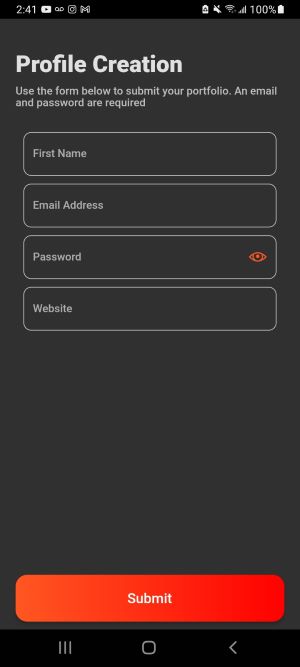 2:41 100%
Profile Creation
Use the form below to submit your portfolio. An email
and password are required
First Name
Email Address
Password
Website
Submit